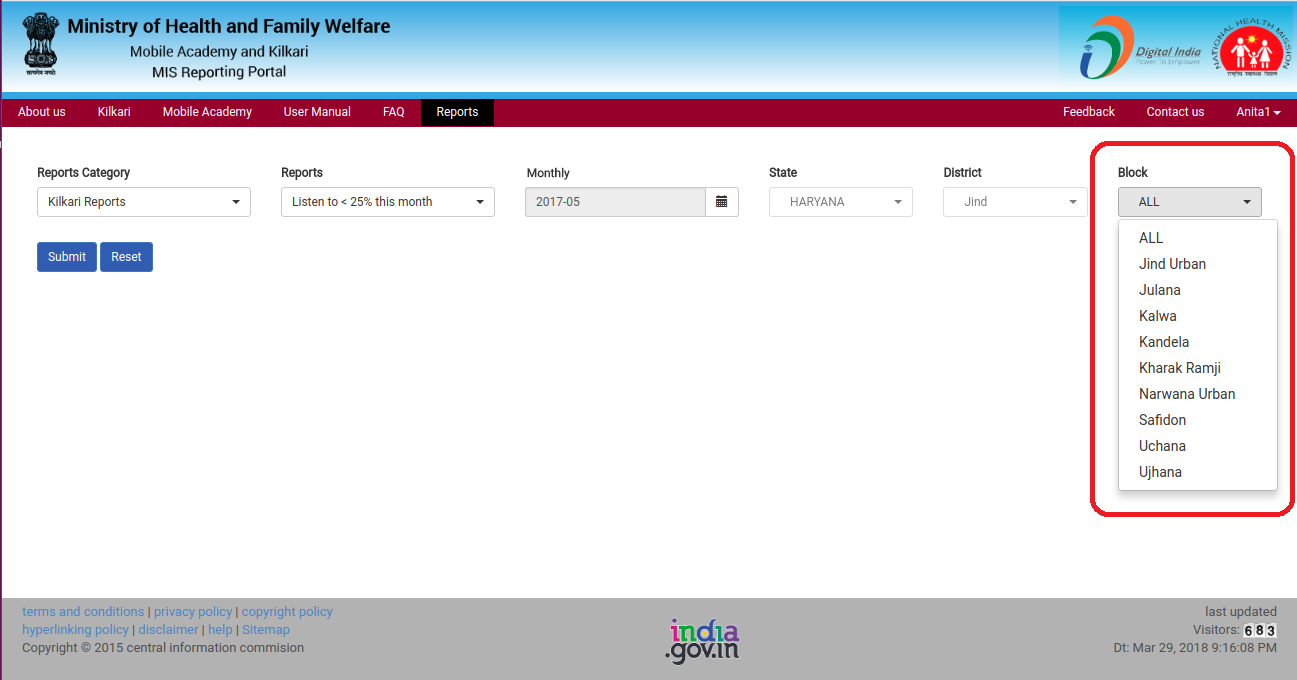 Ministry of Health and Family Welfare
Mobile Academy and Kilkari
MIS Reporting Portal
सत्यमेव जयते
Digital India
Power To Empower
NATIONAL HEALTH MISSION
राष्ट्रीय स्वास्थ्य मिशन
About us Kilkari Mobile Academy User Manual FAQ Reports Feedback Contact us Anita1
Reports Category Reports Monthly State District Block
Kilkari Reports Listen to < 25% this month 2017-05 HARYANA Jind ALL
ALL
Jind Urban
Julana
Kalwa
Kandela
Kharak Ramji
Narwana Urban
Safidon
Uchana
Ujhana
Submit Reset
terms and conditions | privacy policy | copyright policy
hyperlinking policy | disclaimer | help | Sitemap
Copyright © 2015 central information commision
india
.gov.in
last updated
Visitors: 683
Dt: Mar 29, 2018 9:16:08 PM